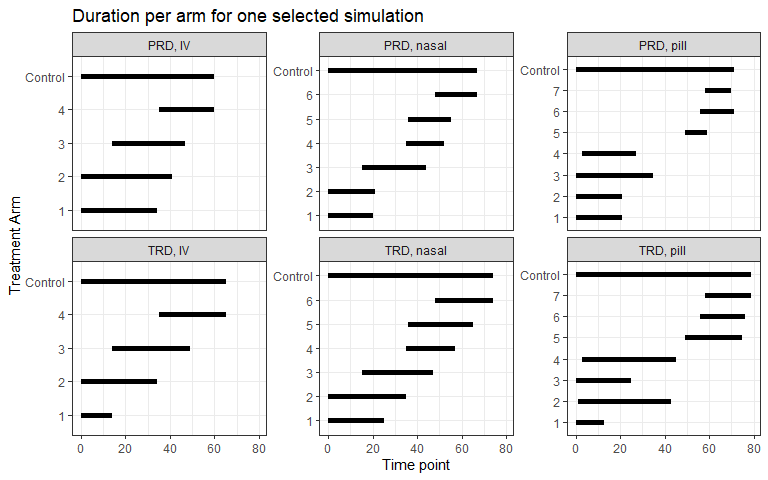 Duration per arm for one selected simulation
PRD, IV
PRD, nasal
PRD, pill
Control
4
3
2
1
Control
6
5
4
3
2
1
Control
7
6
5
4
3
2
1
Treatment Arm
TRD, IV
TRD, nasal
TRD, pill
Control
4
3
2
1
Control
6
5
4
3
2
1
Control
7
6
5
4
3
2
1
0 20 40 60 80
0 20 40 60 80
0 20 40 60 80
Time point